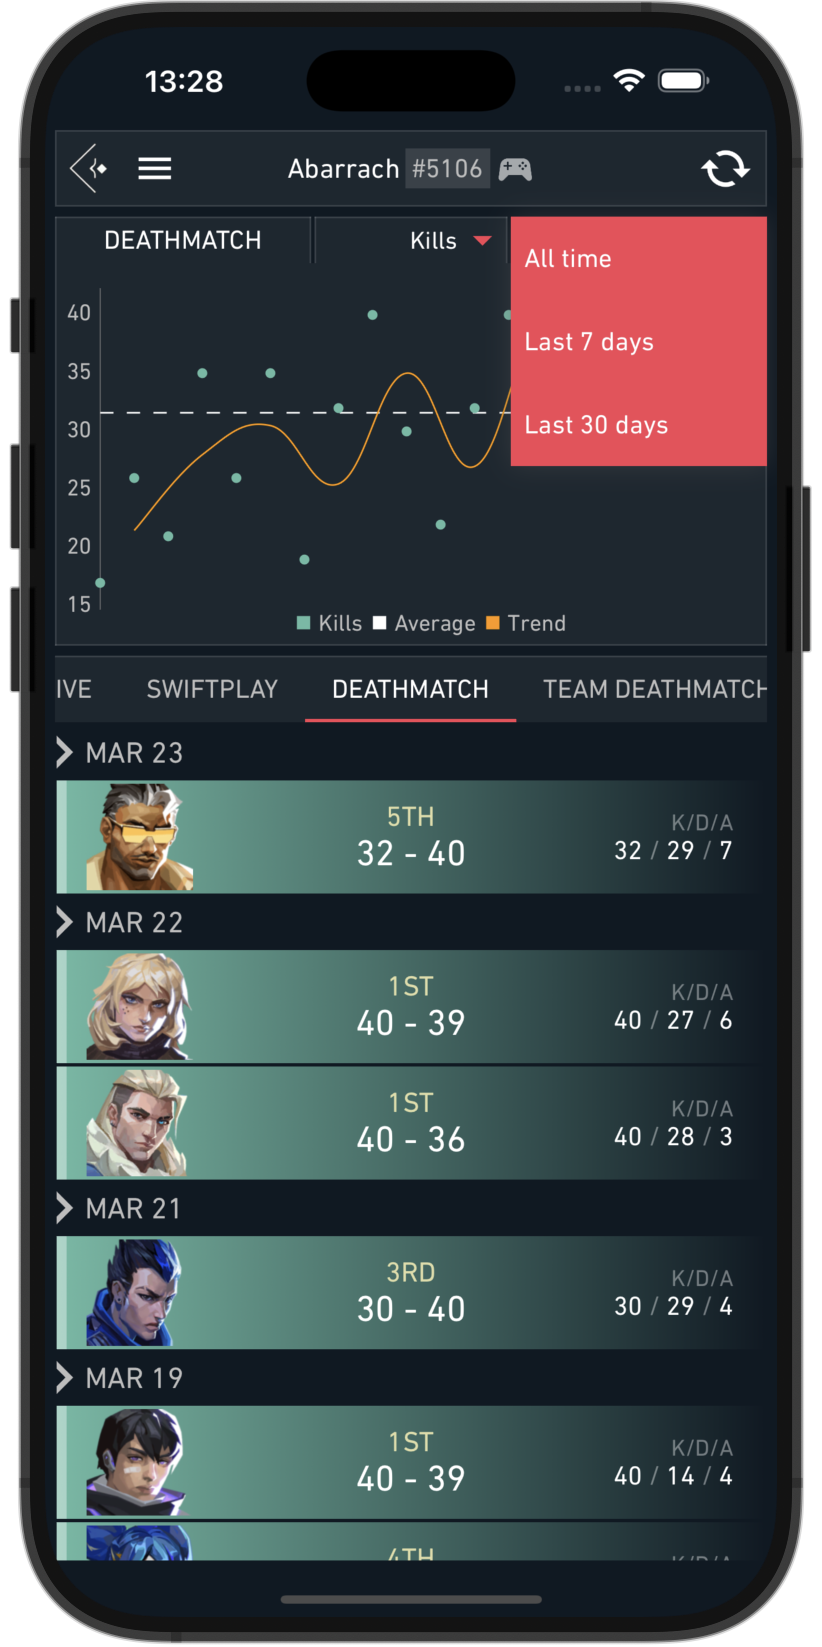 13:28
Abarrach #5106
DEATHMATCH Kills
All time
Last 7 days
Last 30 days
40
35
30
25
20
15
Kills Average Trend
IVE SWIFTPLAY DEATHMATCH TEAM DEATHMATCH
MAR 23
5TH
32 - 40
K/D/A
32 / 29 / 7
MAR 22
1ST
40 - 39
K/D/A
40 / 27 / 6
1ST
40 - 36
K/D/A
40 / 28 / 3
MAR 21
3RD
30 - 40
K/D/A
30 / 29 / 4
MAR 19
1ST
40 - 39
K/D/A
40 / 14 / 4
4TH
K/D/A